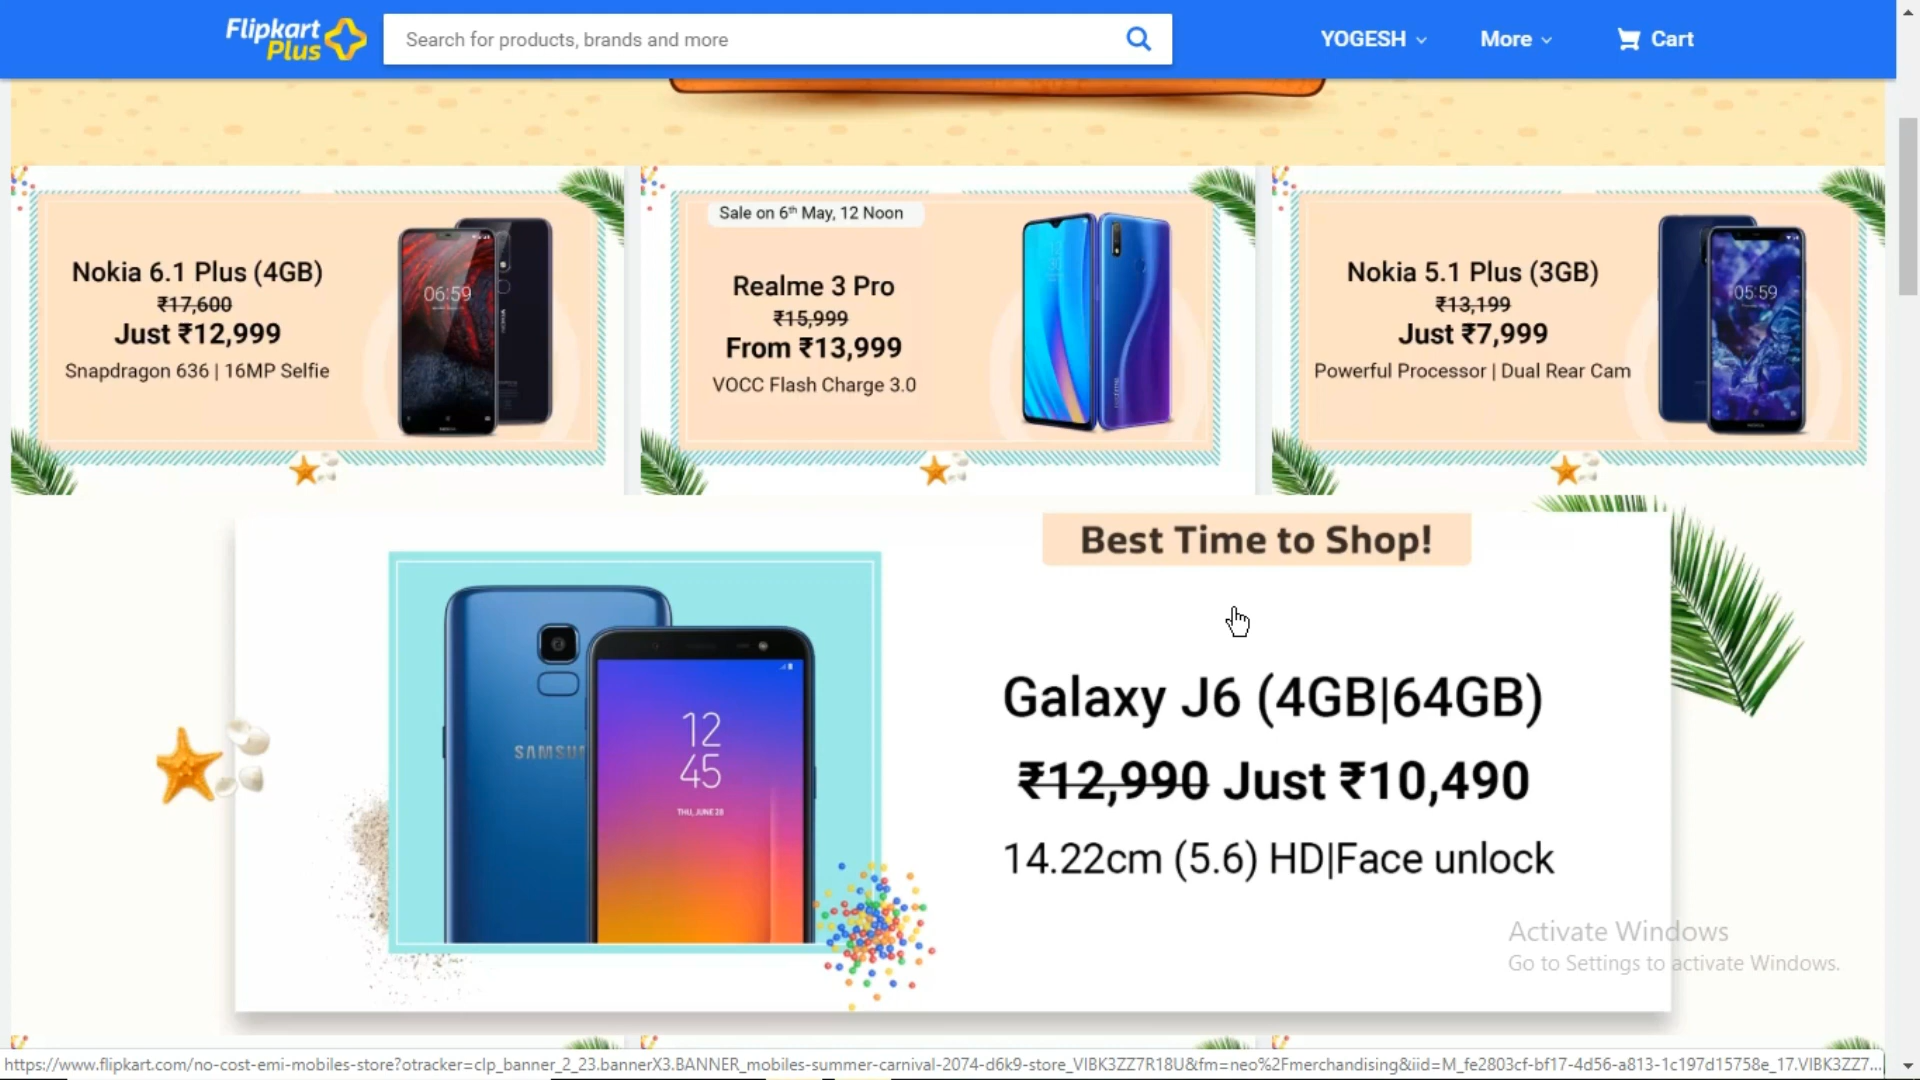 Flipkart
Plus
Search for products, brands and more
YOGESH
More
Cart
Nokia 6.1 Plus (4GB)
₹17,600
Just ₹12,999
Snapdragon 636 | 16MP Selfie
06:59
Sale on 6th May, 12 Noon
Realme 3 Pro
₹15,999
From ₹13,999
VOCC Flash Charge 3.0
realme
Nokia 5.1 Plus (3GB)
₹13,199
Just ₹7,999
Powerful Processor | Dual Rear Cam
05:59
Best Time to Shop!
SAMSUN
12
45
THU, JUNE 28
Galaxy J6 (4GB|64GB)
₹12,990 Just ₹10,490
14.22cm (5.6) HD|Face unlock
Activate Windows
Go to Settings to activate Windows.
https://www.flipkart.com/no-cost-emi-mobiles-store?otracker=clp_banner_2_23.bannerX3.BANNER_mobiles-summer-carnival-2074-d6k9-store_VIBK3ZZ7R18U&fm=neo%2Fmerchandising&iid=M_fe2803cf-bf17-4d56-a813-1c197d15758e_17.VIBK3ZZ7...